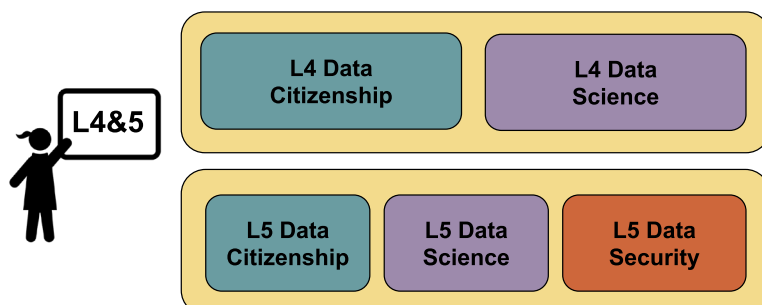 L4&5
L4 Data
Citizenship
L4 Data
Science
L5 Data
Citizenship
L5 Data
Science
L5 Data
Security